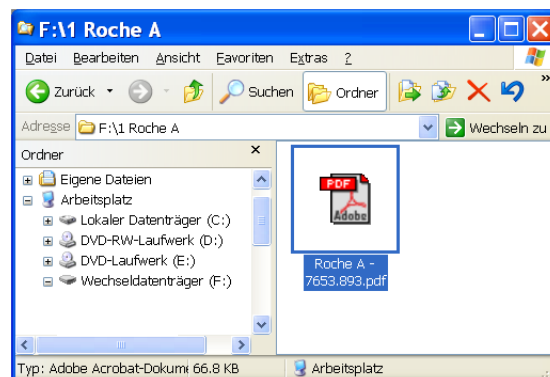 F:\1 Roche A
Datei Bearbeiten Ansicht Favoriten Extras ?
Zurück Suchen Ordner »
Adresse F:\1 Roche A Wechseln zu
Ordner x
Eigene Dateien
Arbeitsplatz
Lokaler Datenträger (C:)
DVD-RW-Laufwerk (D:)
DVD-Laufwerk (E:)
Wechseldatenträger (F:)
PDF
Adobe
Roche A -
7653.893.pdf
Typ: Adobe Acrobat-Dokum 66.8 KB Arbeitsplatz